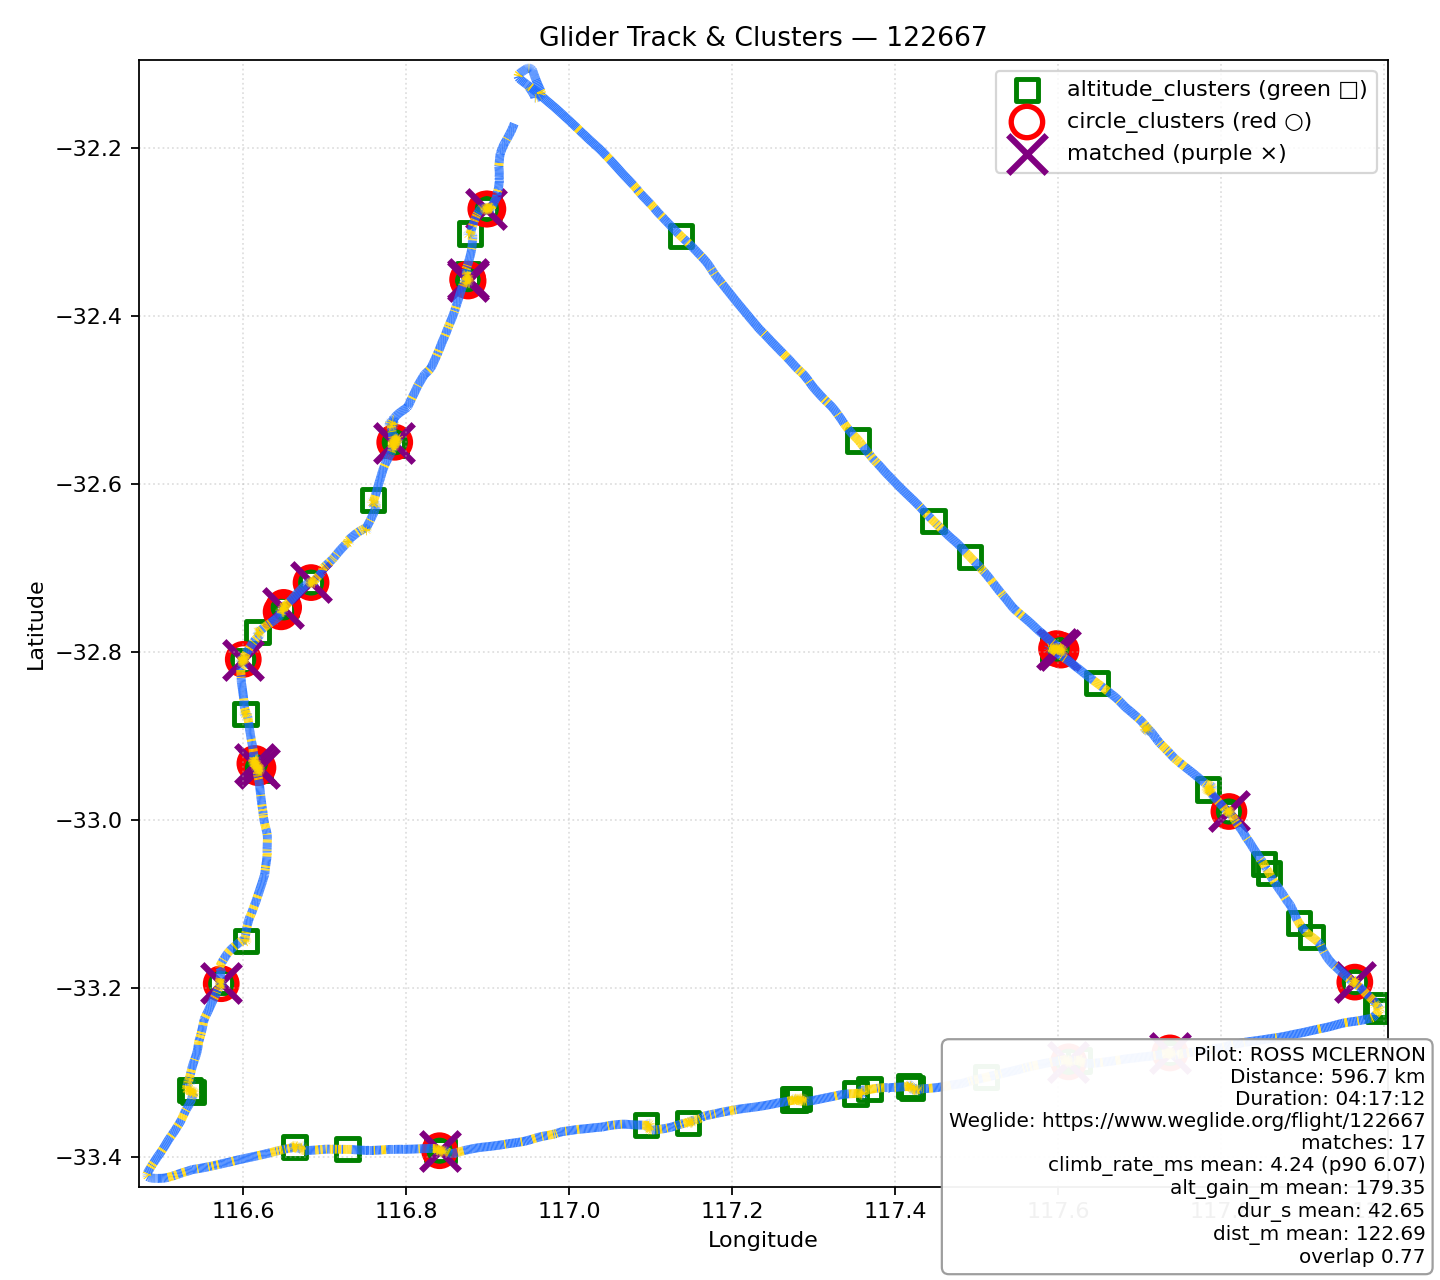 Glider Track & Clusters — 122667
altitude_clusters (green □)
circle_clusters (red ○)
matched (purple ×)
Latitude
−32.2
−32.4
−32.6
−32.8
−33.0
−33.2
−33.4
116.6
116.8
117.0
117.2
117.4
117.6
Longitude
Pilot: ROSS MCLERNON
Distance: 596.7 km
Duration: 04:17:12
Weglide: https://www.weglide.org/flight/122667
matches: 17
climb_rate_ms mean: 4.24 (p90 6.07)
alt_gain_m mean: 179.35
dur_s mean: 42.65
dist_m mean: 122.69
overlap 0.77